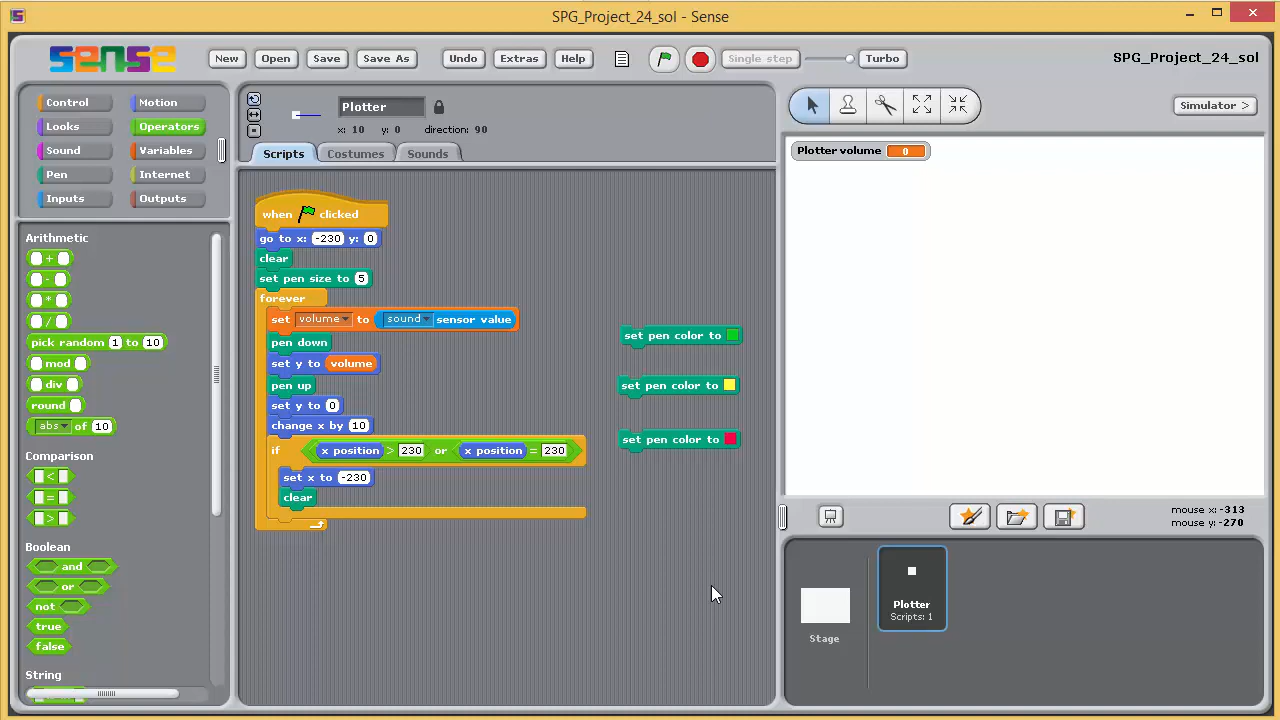 SPG_Project_24_sol - Sense
sense New Open Save Save As Undo Extras Help Single step Turbo SPG_Project_24_sol
Control Motion
Looks Operators
Sound Variables
Pen Internet
Inputs Outputs
Plotter
x: 10 y: 0 direction: 90
Scripts Costumes Sounds
Simulator >
Arithmetic
+
-
*
/
pick random 1 to 10
mod
div
round
abs of 10
Comparison
<
=
>
Boolean
and
or
not
true
false
String
when clicked
go to x: -230 y: 0
clear
set pen size to 5
forever
set volume to sound sensor value
pen down
set y to volume
pen up
set y to 0
change x by 10
if x position > 230 or x position = 230
set x to -230
clear
set pen color to
set pen color to
set pen color to
Plotter volume 0
mouse x: -313
mouse y: -270
Stage
Plotter
Scripts: 1